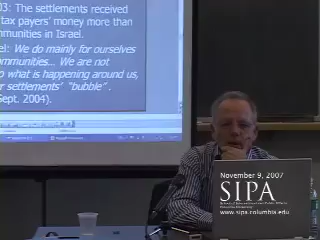 03: The settlements received
tax payers' money more than
mmunities in Israel.
el: We do mainly for ourselves
ommunities... We are not
o what is happening around us,
r settlements' "bubble".
Sept. 2004).
November 9, 2007
SIPA
www.sipa.columbia.edu